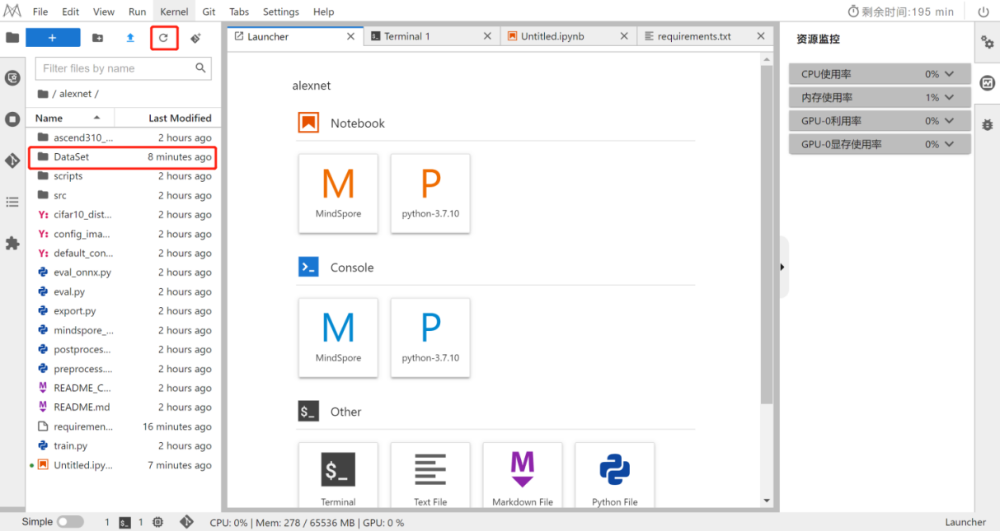 File Edit View Run Kernel Git Tabs Settings Help
剩余时间:195 min
+
Launcher
Terminal 1
Untitled.ipynb
requirements.txt
Filter files by name
/ alexnet /
Name Last Modified
ascend310_... 2 hours ago
DataSet 8 minutes ago
scripts 2 hours ago
src 2 hours ago
Y: cifar10_dist... 2 hours ago
Y: config_ima... 2 hours ago
Y: default_con... 2 hours ago
eval_onnx.py 2 hours ago
eval.py 2 hours ago
export.py 2 hours ago
mindspore_... 2 hours ago
postproces... 2 hours ago
preprocess.... 2 hours ago
M README_C... 2 hours ago
M README.md 2 hours ago
requiremen... 16 minutes ago
train.py 2 hours ago
Untitled.ipy... 7 minutes ago
alexnet
Notebook
M P
MindSpore python-3.7.10
Console
M P
MindSpore python-3.7.10
$_ Other
$_ M
Terminal Text File Markdown File Python File
资源监控
CPU使用率 0%
内存使用率 1%
GPU-0利用率 0%
GPU-0显存使用率 0%
Simple 1 $_ 1 CPU: 0% | Mem: 278 / 65536 MB | GPU: 0 % Launcher